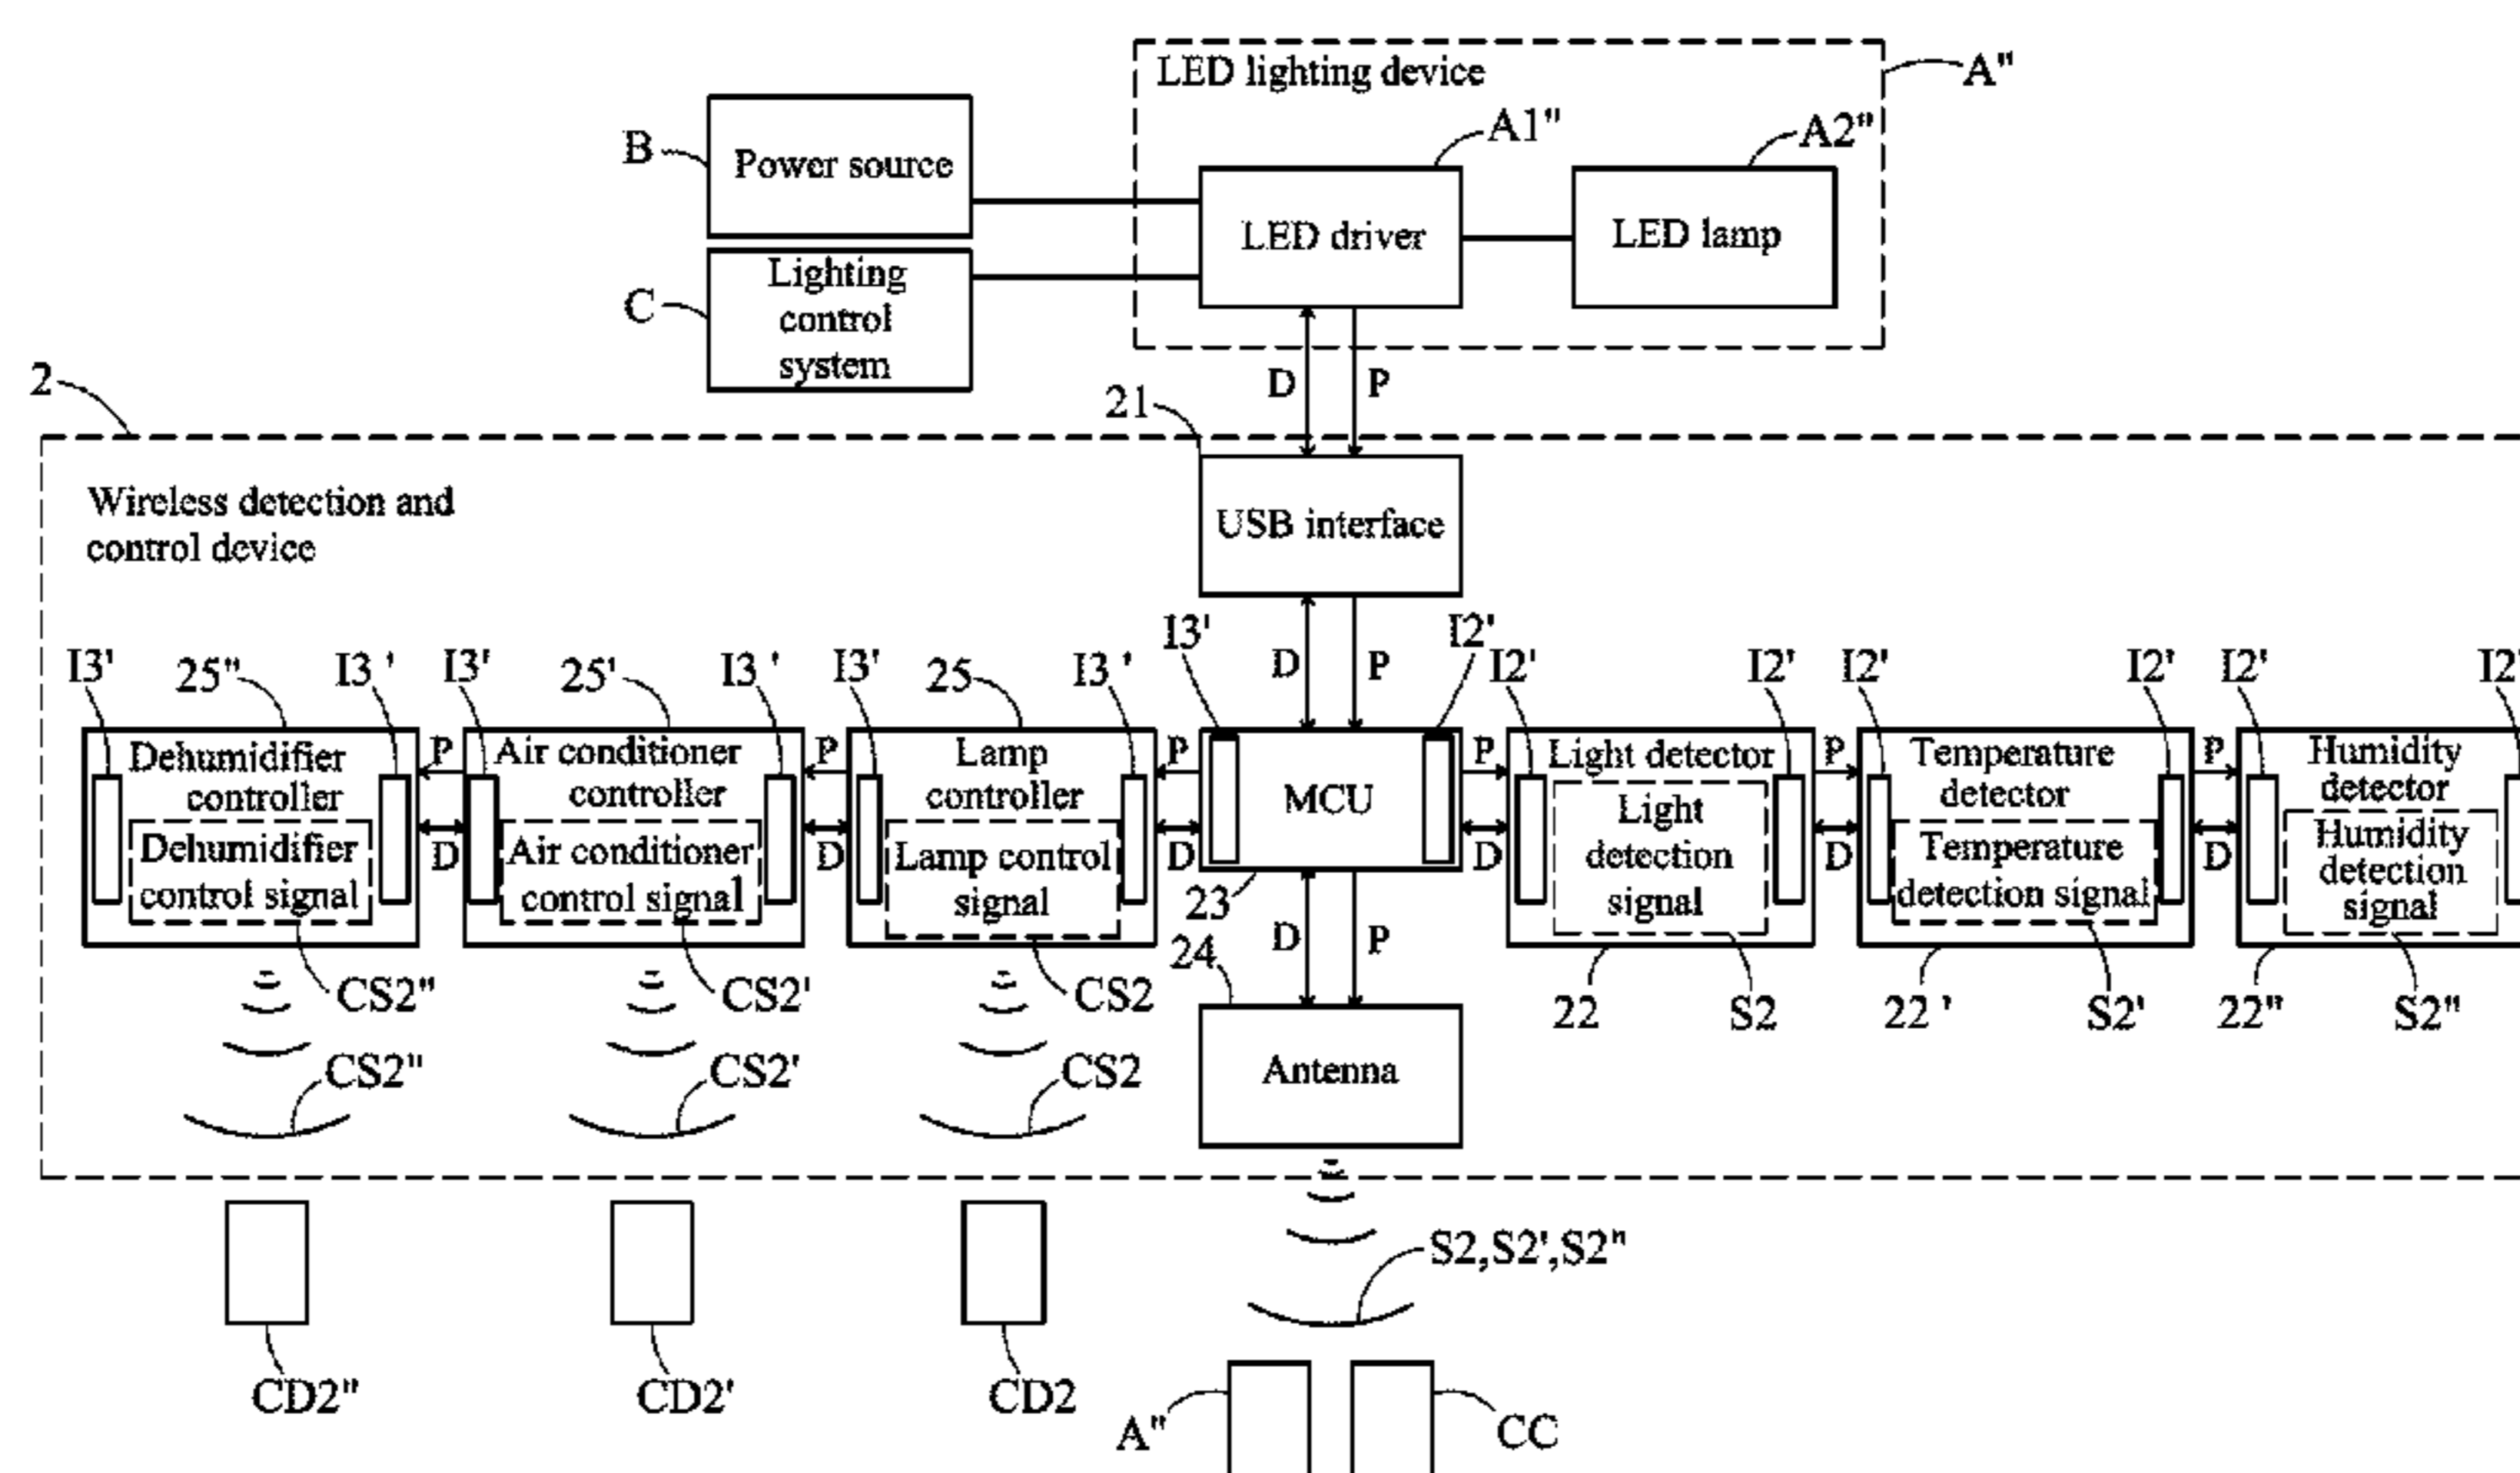 LED lighting device
A"
A1"
A2"
B
Power source
LED driver
LED lamp
C
Lighting
control
system
D
P
2
21
Wireless detection and
control device
USB interface
D
P
I3'
I2'
I3'
25"
I3 '
I3'
25'
I3 '
I3'
25
I3 '
I2'
I2'
I2'
I2'
I2'
Dehumidifier
controller
Dehumidifier
control signal
P
D
Air conditioner
controller
Air conditioner
control signal
P
D
Lamp
controller
Lamp control
signal
P
D
MCU
P
D
Light detector
Light
detection
signal
P
D
Temperature
detector
Temperature
detection signal
P
D
Humidity
detector
Humidity
detection
signal
23
D
P
24
CS2"
CS2'
CS2
22
S2
22 '
S2'
22"
S2"
CS2"
CS2'
CS2
Antenna
S2,S2',S2"
CD2"
CD2'
CD2
A"
CC